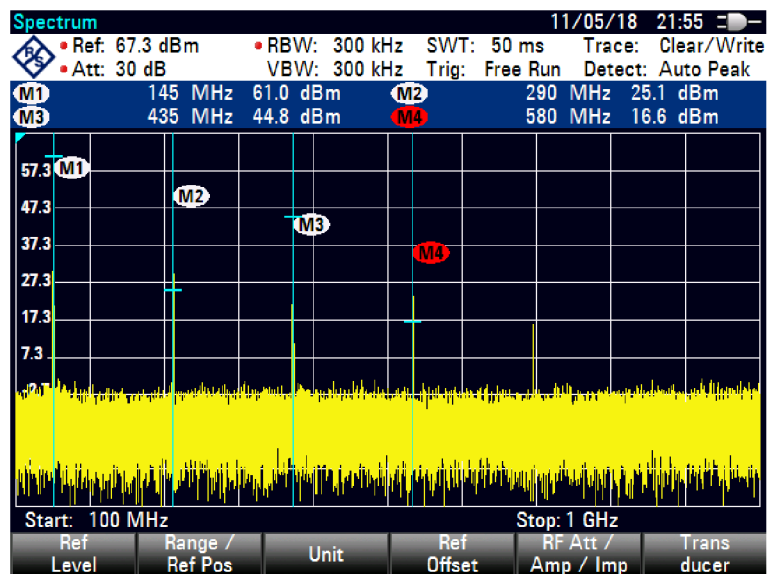 Spectrum 11/05/18 21:55
R&S Ref: 67.3 dBm RBW: 300 kHz SWT: 50 ms Trace: Clear/Write
Att: 30 dB VBW: 300 kHz Trig: Free Run Detect: Auto Peak
M1 145 MHz 61.0 dBm M2 290 MHz 25.1 dBm
M3 435 MHz 44.8 dBm M4 580 MHz 16.6 dBm
57.3 M1
47.3 M2
M3
37.3 M4
27.3
17.3
7.3
-2.7
Start: 100 MHz Stop: 1 GHz
Ref Level Range / Ref Pos Unit Ref Offset RF Att / Amp / Imp Trans ducer